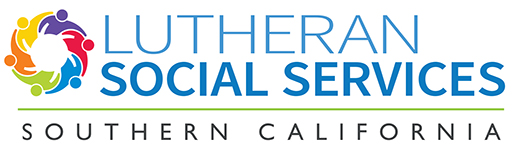 LUTHERAN
SOCIAL SERVICES
SOUTHERN CALIFORNIA